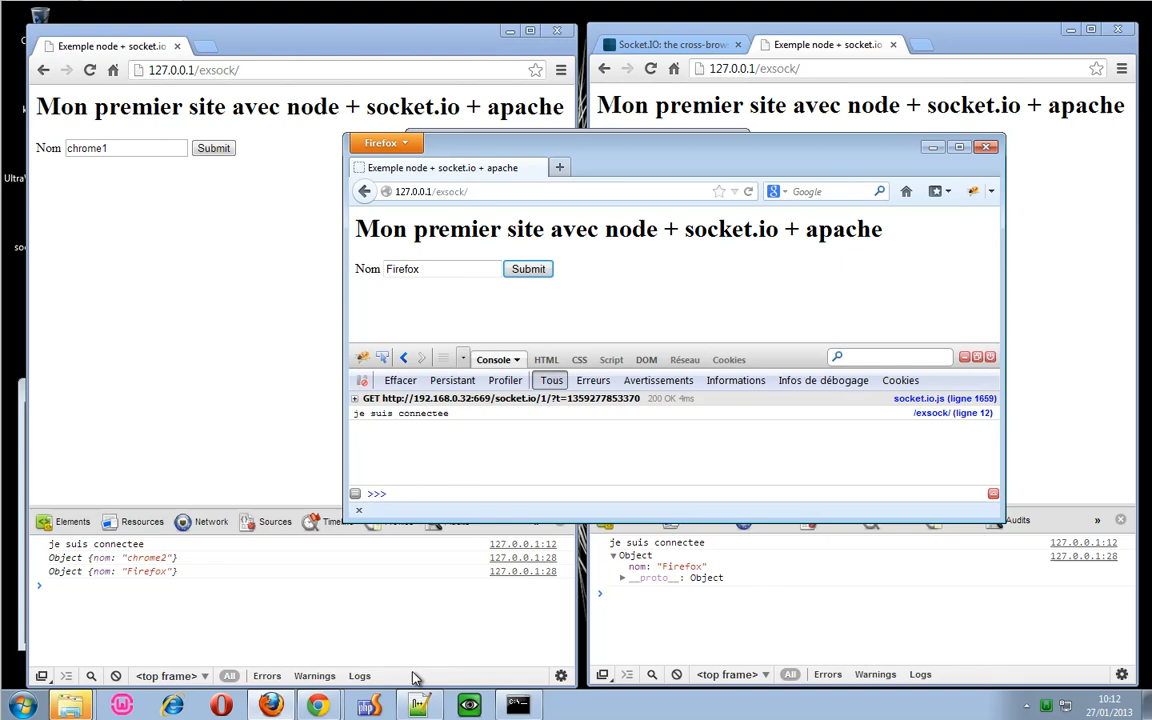 Exemple node + socket.io
127.0.0.1/exsock/
Mon premier site avec node + socket.io + apache
Nom chrome1 Submit
Socket.IO: the cross-brow
Exemple node + socket.io
127.0.0.1/exsock/
Mon premier site avec node + socket.io + apache
Firefox
Exemple node + socket.io + apache
127.0.0.1/exsock/
Google
Mon premier site avec node + socket.io + apache
Nom Firefox Submit
Console HTML CSS Script DOM Réseau Cookies
Effacer Persistant Profiler Tous Erreurs Avertissements Informations Infos de débogage Cookies
GET http://192.168.0.32:669/socket.io/1/?t=1359277853370 200 OK 4ms socket.io.js (ligne 1659)
je suis connectee /exsock/ (ligne 12)
>>>
Elements Resources Network Sources Timeli
je suis connectee 127.0.0.1:12
Object {nom: "chrome2"} 127.0.0.1:28
Object {nom: "Firefox"} 127.0.0.1:28
<top frame> All Errors Warnings Logs
Audits »
je suis connectee 127.0.0.1:12
Object 127.0.0.1:28
nom: "Firefox"
__proto__: Object
<top frame> All Errors Warnings Logs
UltraV
soc
10:12
27/01/2013